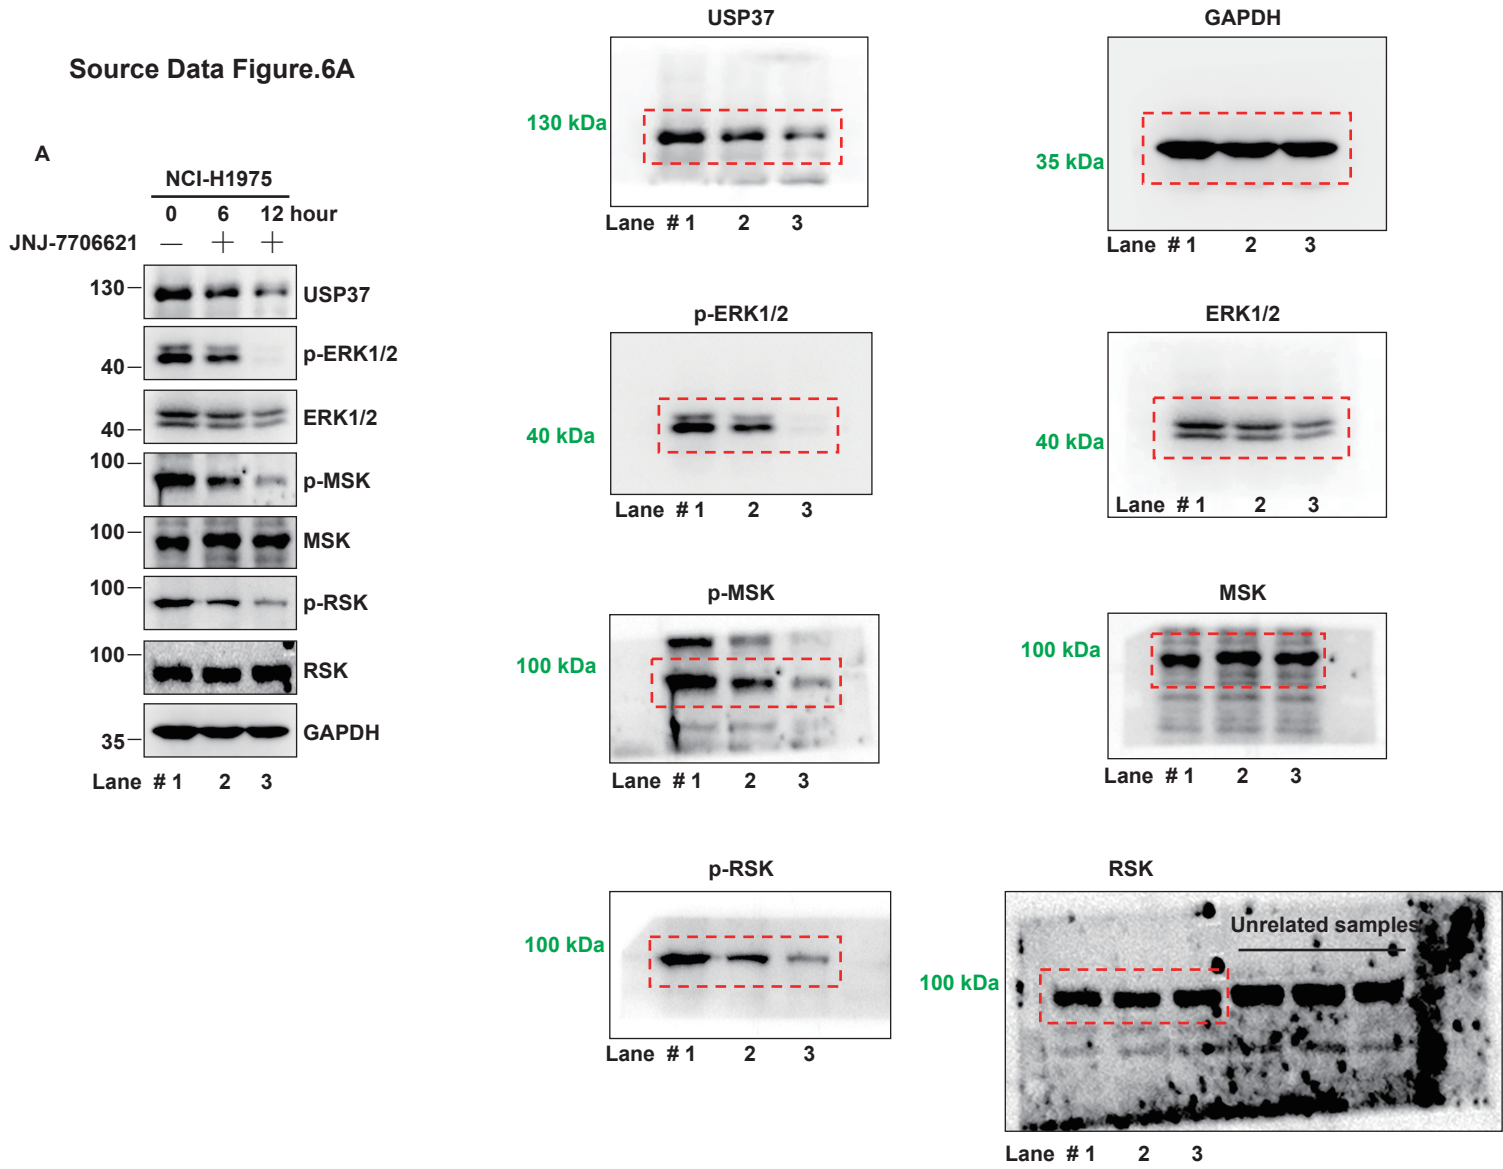 Source Data Figure.6A
A
NCI-H1975
0 6 12 hour
JNJ-7706621 — + +
130 USP37
40 p-ERK1/2
40 ERK1/2
100 p-MSK
100 MSK
100 p-RSK
100 RSK
35 GAPDH
Lane # 1 2 3
USP37
130 kDa
Lane # 1 2 3
GAPDH
35 kDa
Lane # 1 2 3
p-ERK1/2
40 kDa
Lane # 1 2 3
ERK1/2
40 kDa
Lane # 1 2 3
p-MSK
100 kDa
Lane # 1 2 3
MSK
100 kDa
Lane # 1 2 3
p-RSK
100 kDa
Lane # 1 2 3
RSK
Unrelated samples
100 kDa
Lane # 1 2 3